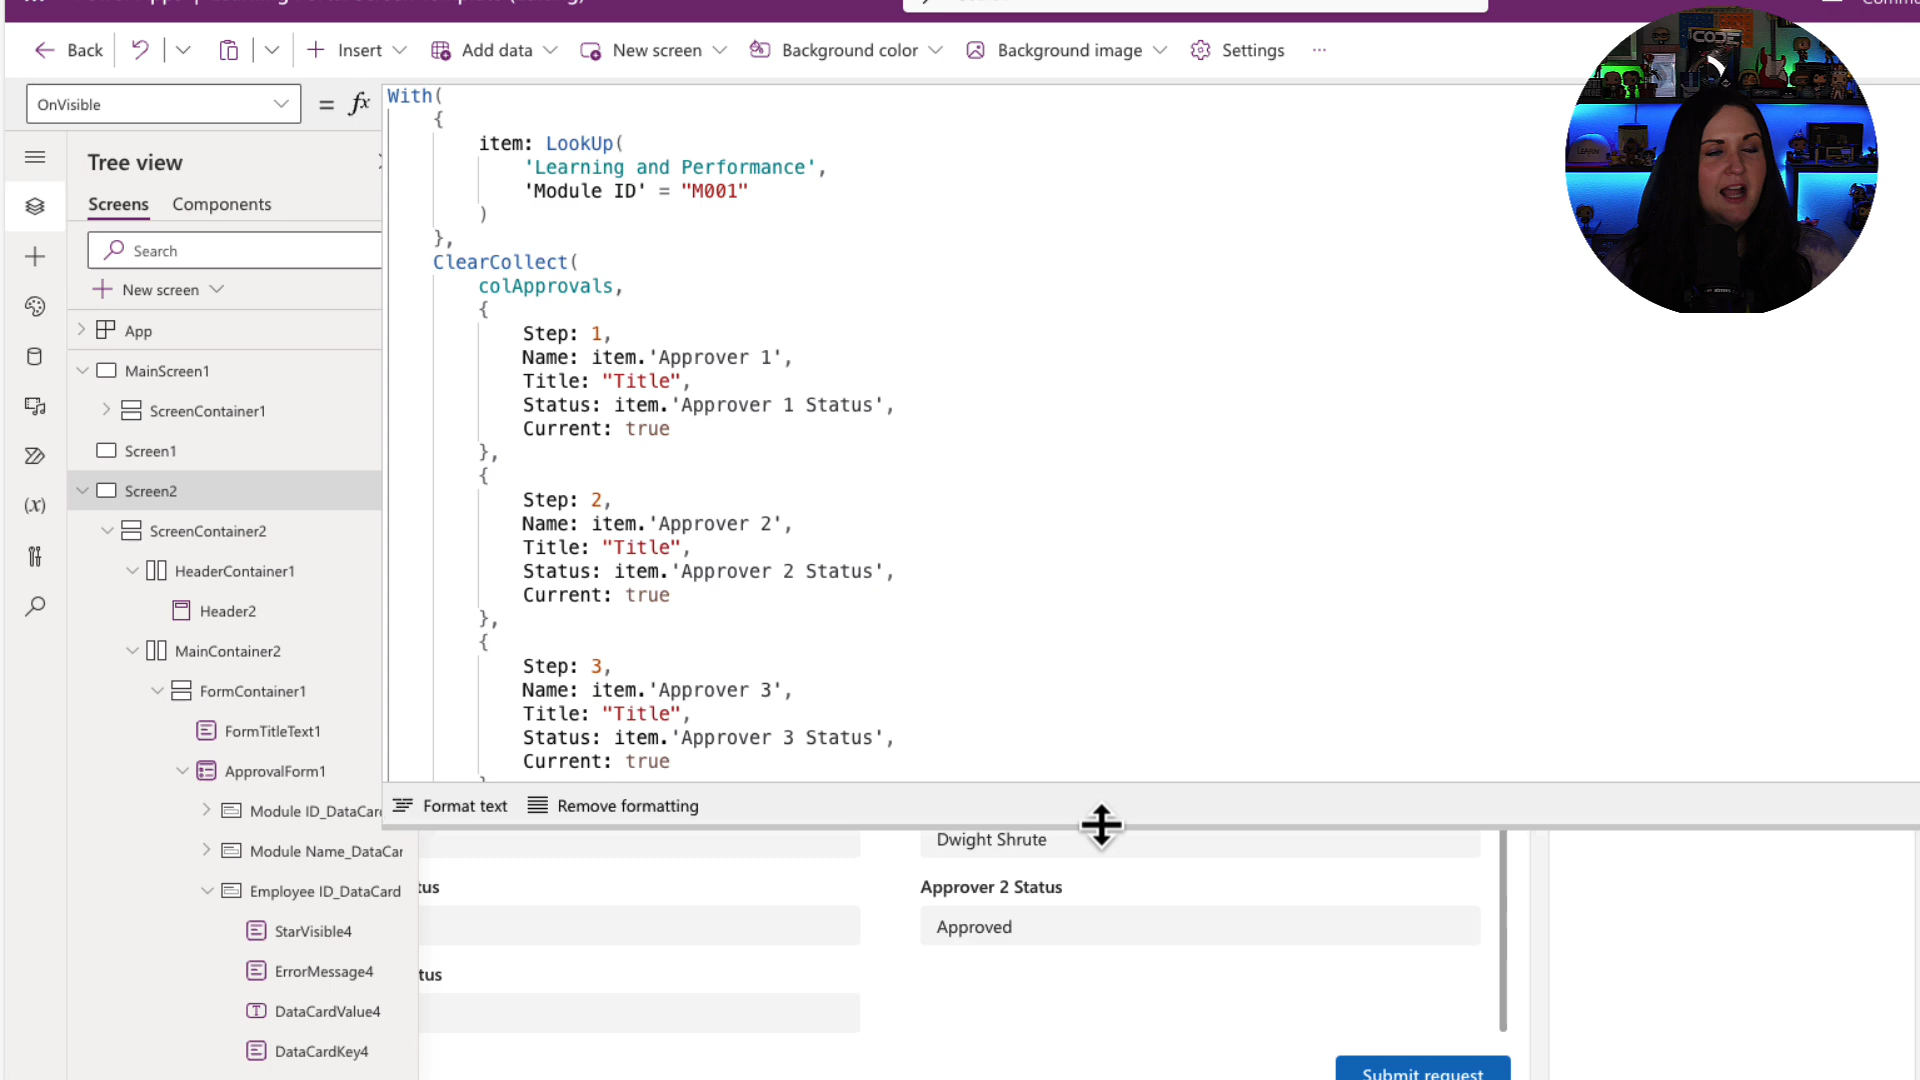 Back
Insert
Add data
New screen
Background color
Background image
Settings
OnVisible
= fx
With(
{
item: LookUp(
'Learning and Performance',
'Module ID' = "M001"
)
},
ClearCollect(
colApprovals,
{
Step: 1,
Name: item.'Approver 1',
Title: "Title",
Status: item.'Approver 1 Status',
Current: true
},
{
Step: 2,
Name: item.'Approver 2',
Title: "Title",
Status: item.'Approver 2 Status',
Current: true
},
{
Step: 3,
Name: item.'Approver 3',
Title: "Title",
Status: item.'Approver 3 Status',
Current: true
Format text
Remove formatting
Tree view
Screens
Components
Search
New screen
App
MainScreen1
ScreenContainer1
Screen1
Screen2
ScreenContainer2
HeaderContainer1
Header2
MainContainer2
FormContainer1
FormTitleText1
ApprovalForm1
Module ID_DataCar
Module Name_DataCar
Employee ID_DataCard
StarVisible4
ErrorMessage4
DataCardValue4
DataCardKey4
(x)
Dwight Shrute
tus
Approver 2 Status
Approved
tus
Submit request
CODE
LEARN